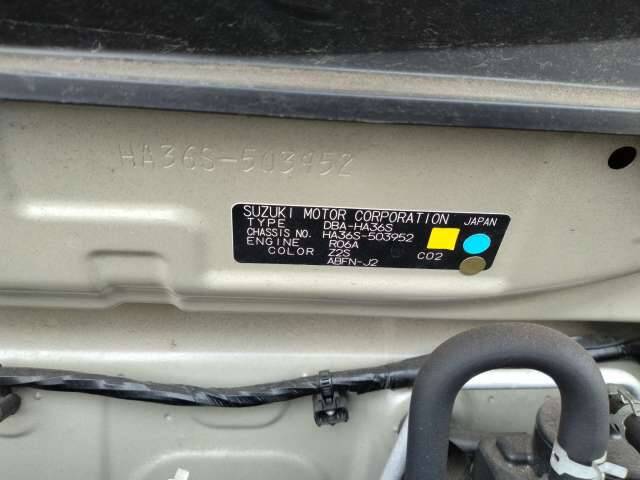 HA36S-503952
SUZUKI MOTOR CORPORATION JAPAN
TYPE DBA-HA36S
CHASSIS NO. HA36S-503952
ENGINE R06A
COLOR Z2S C02
ABFN-J2